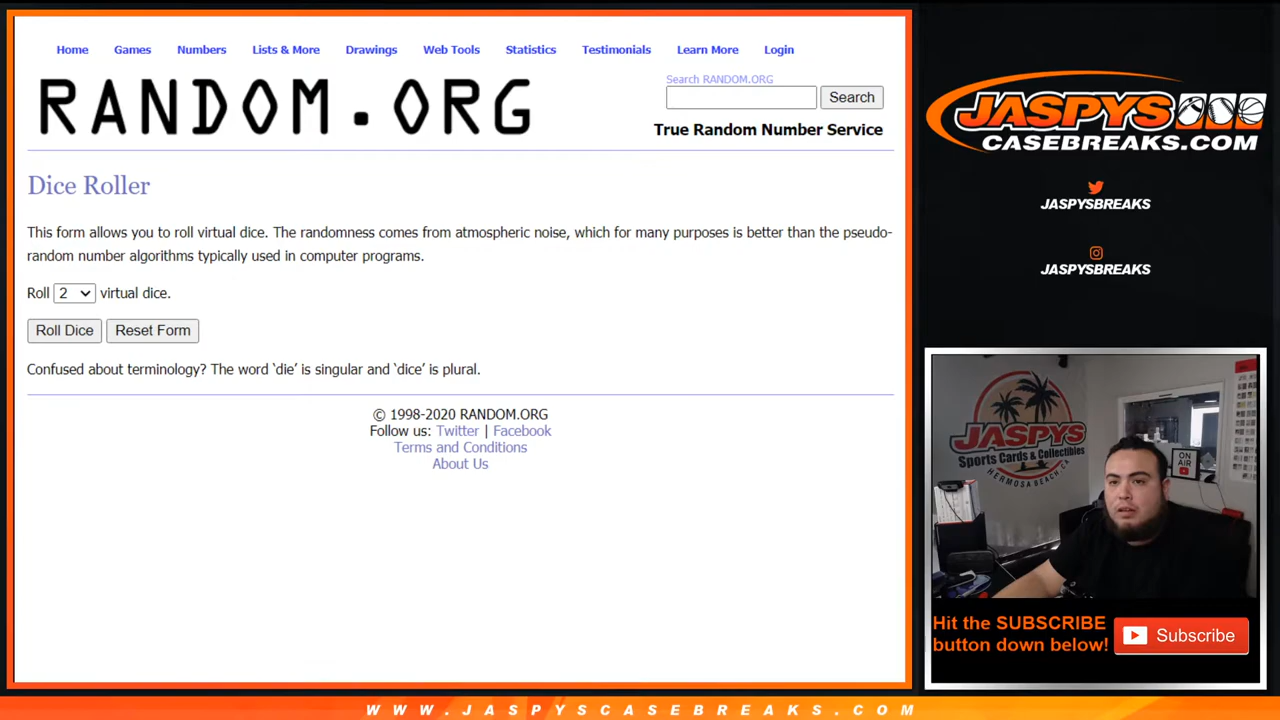 Home Games Numbers Lists & More Drawings Web Tools Statistics Testimonials Learn More Login
RANDOM.ORG
Search RANDOM.ORG
Search
True Random Number Service
Dice Roller
This form allows you to roll virtual dice. The randomness comes from atmospheric noise, which for many purposes is better than the pseudo-
random number algorithms typically used in computer programs.
Roll 2 virtual dice.
Roll Dice Reset Form
Confused about terminology? The word ‘die’ is singular and ‘dice’ is plural.
© 1998-2020 RANDOM.ORG
Follow us: Twitter | Facebook
Terms and Conditions
About Us
JASPYS
CASEBREAKS.COM
JASPYSBREAKS
JASPYSBREAKS
JASPYS
Sports Cards & Collectibles
HERMOSA BEACH, CA
ON
AIR
Hit the SUBSCRIBE
button down below!
Subscribe
WWW.JASPYSCASEBREAKS.COM